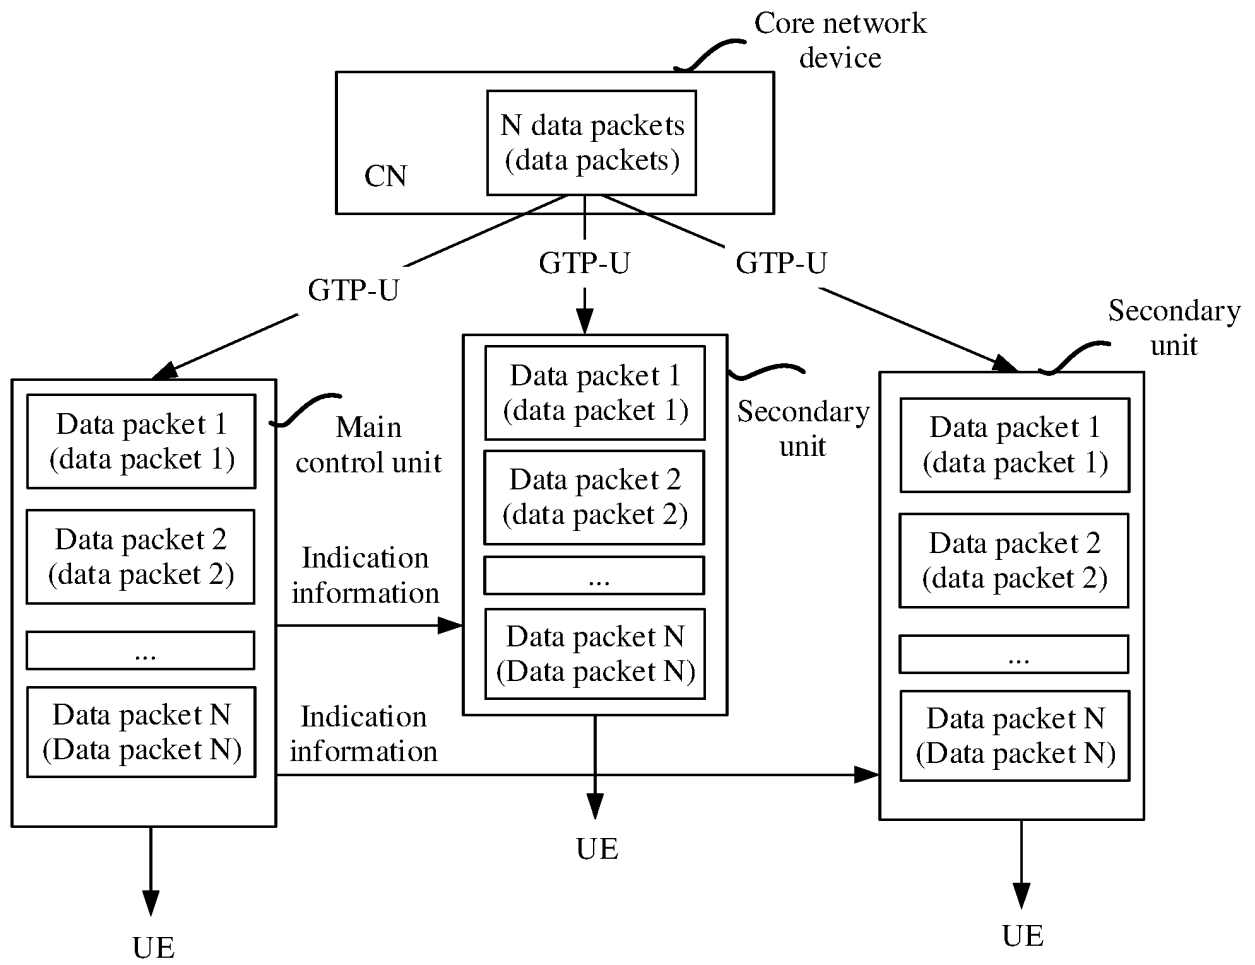 Core network
device
N data packets
(data packets)
CN
GTP-U
GTP-U
GTP-U
Secondary
unit
Data packet 1
(data packet 1)
Data packet 2
(data packet 2)
...
Data packet N
(Data packet N)
Main
control unit
Data packet 1
(data packet 1)
Data packet 2
(data packet 2)
...
Data packet N
(Data packet N)
Secondary
unit
Data packet 1
(data packet 1)
Data packet 2
(data packet 2)
...
Data packet N
(Data packet N)
Indication
information
Indication
information
UE
UE
UE